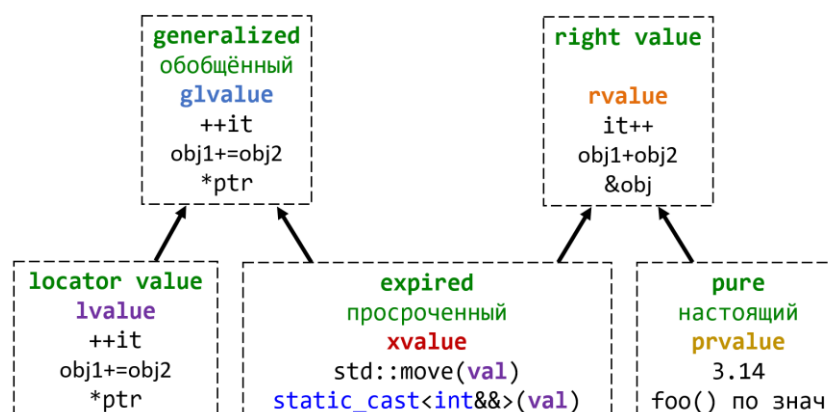 generalized
обобщённый
glvalue
++it
obj1+=obj2
*ptr
right value
rvalue
it++
obj1+obj2
&obj
locator value
lvalue
++it
obj1+=obj2
*ptr
expired
просроченный
xvalue
std::move(val)
static_cast<int&&>(val)
pure
настоящий
prvalue
3.14
foo() по знач